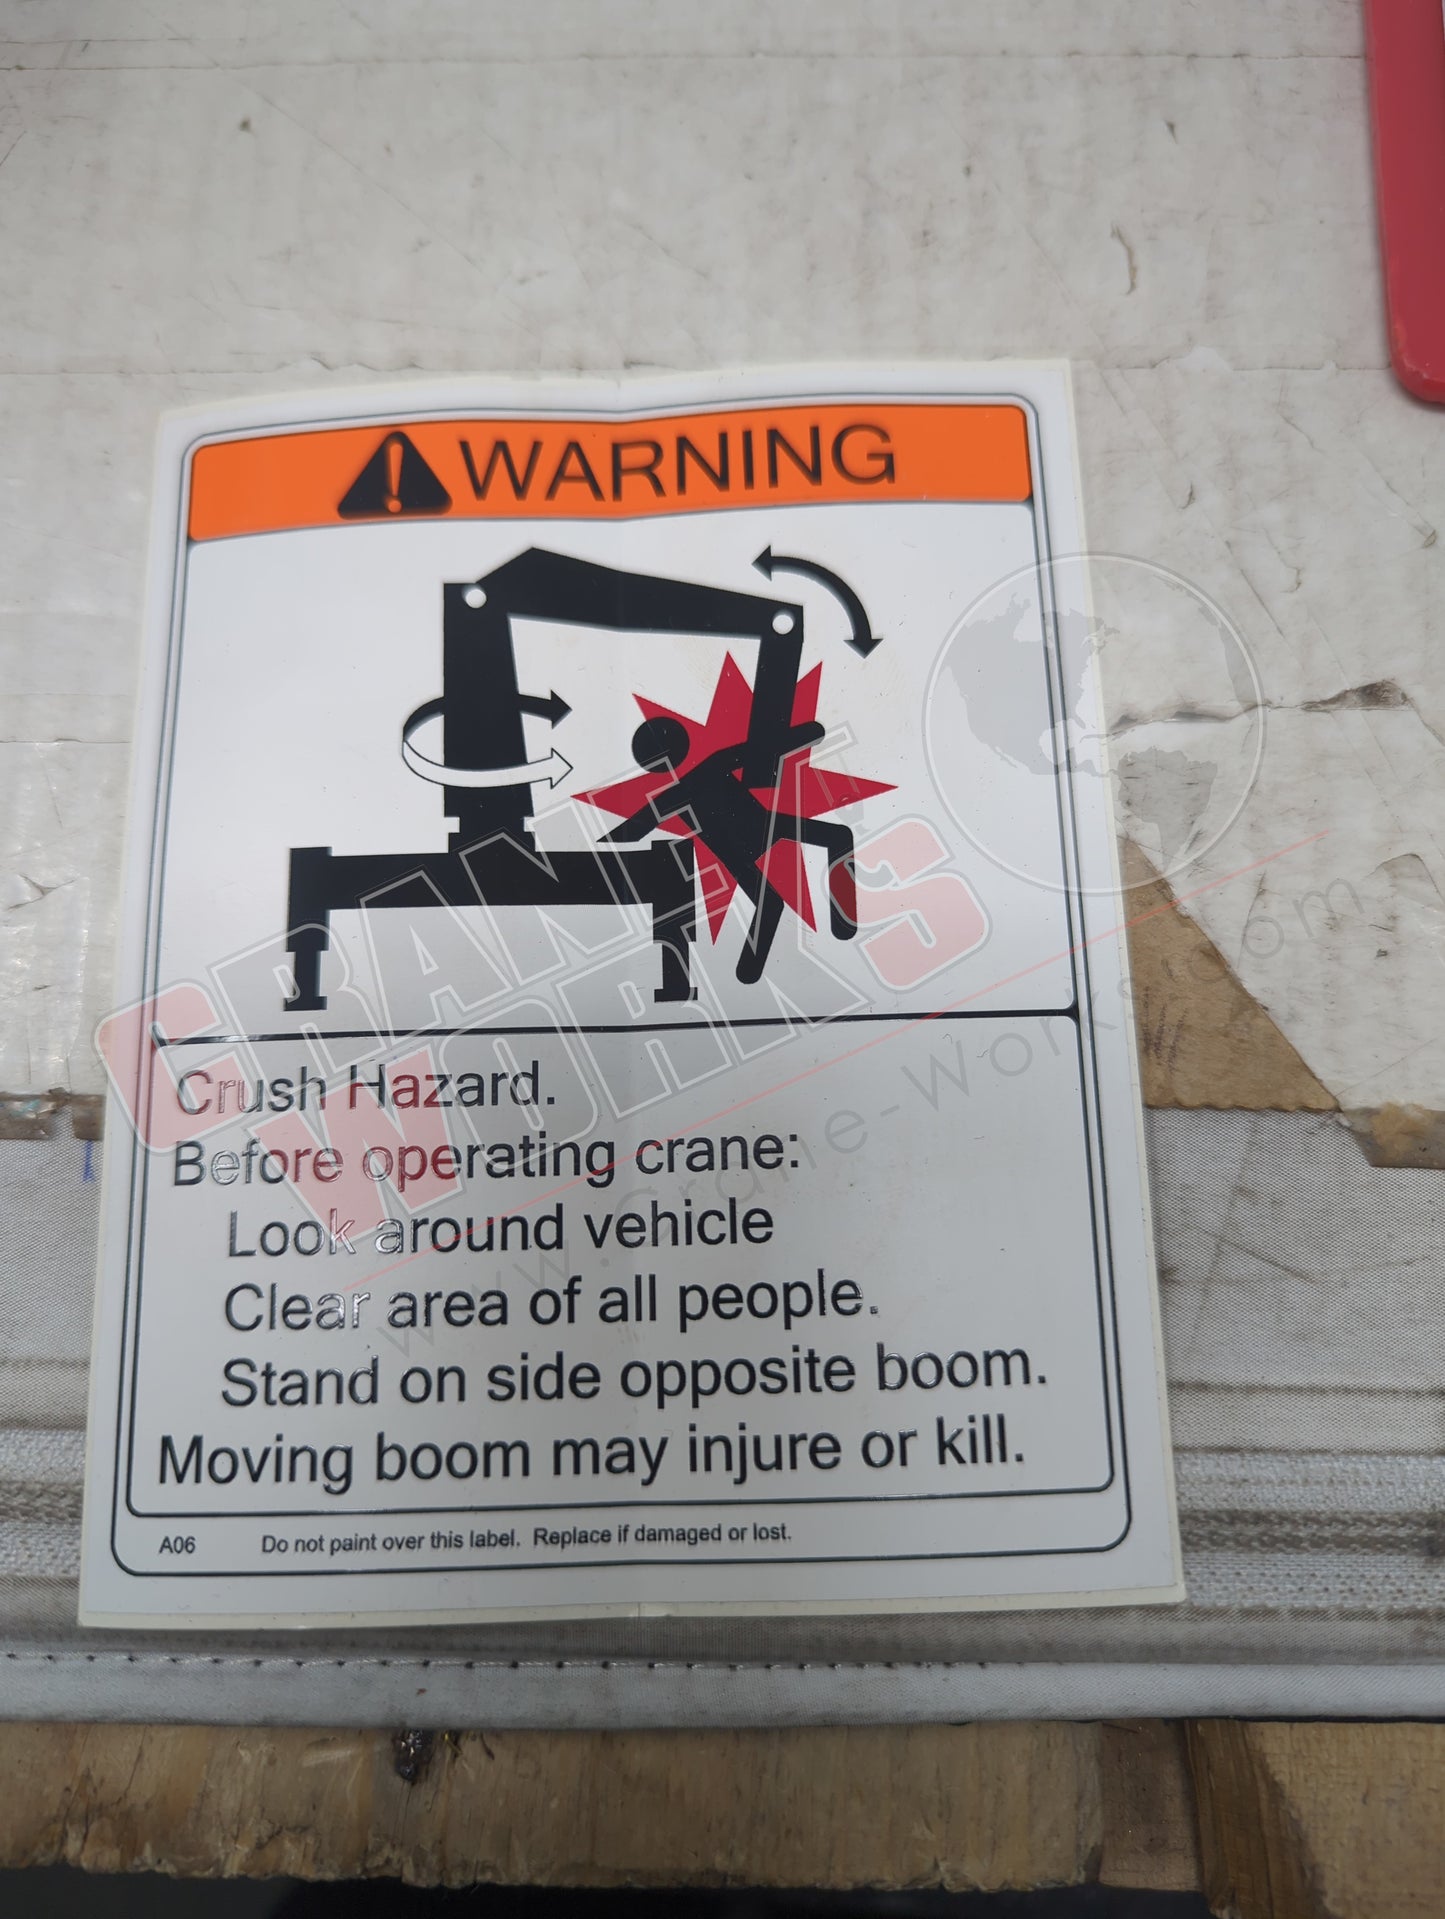 WARNING
Crush Hazard.
Before operating crane:
Look around vehicle
Clear area of all people.
Stand on side opposite boom.
Moving boom may injure or kill.
A06 Do not paint over this label. Replace if damaged or lost.
CRANE
WORKS
www.Crane-Works.com